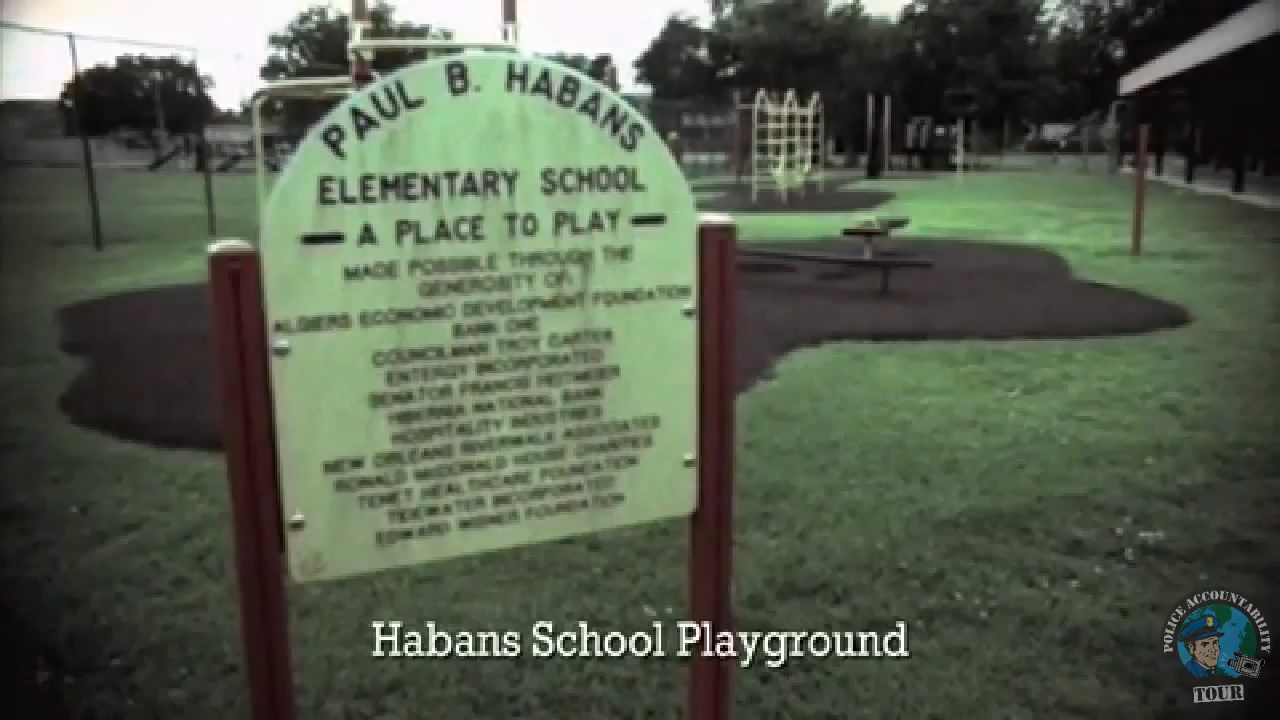 PAUL B. HABANS
ELEMENTARY SCHOOL
— A PLACE TO PLAY —
MADE POSSIBLE THROUGH THE
GENEROSITY OF:
ALGIERS ECONOMIC DEVELOPMENT FOUNDATION
BANK ONE
COUNCILMAN TROY CARTER
ENTERGY INCORPORATED
SENATOR FRANCIS HEITMEIER
HIBERNIA NATIONAL BANK
HOSPITALITY INDUSTRIES
NEW ORLEANS RIVERWALK ASSOCIATES
RONALD MCDONALD HOUSE CHARITIES
TENET HEALTHCARE FOUNDATION
TIDEWATER INCORPORATED
EDWARD WISNER FOUNDATION
Habans School Playground
POLICE ACCOUNTABILITY
TOUR